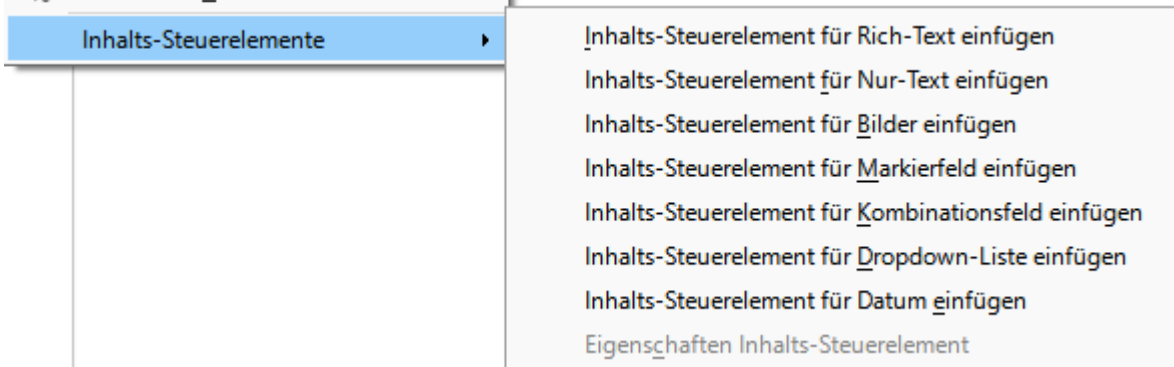 Inhalts-Steuerelemente
Inhalts-Steuerelement für Rich-Text einfügen
Inhalts-Steuerelement für Nur-Text einfügen
Inhalts-Steuerelement für Bilder einfügen
Inhalts-Steuerelement für Markierfeld einfügen
Inhalts-Steuerelement für Kombinationsfeld einfügen
Inhalts-Steuerelement für Dropdown-Liste einfügen
Inhalts-Steuerelement für Datum einfügen
Eigenschaften Inhalts-Steuerelement